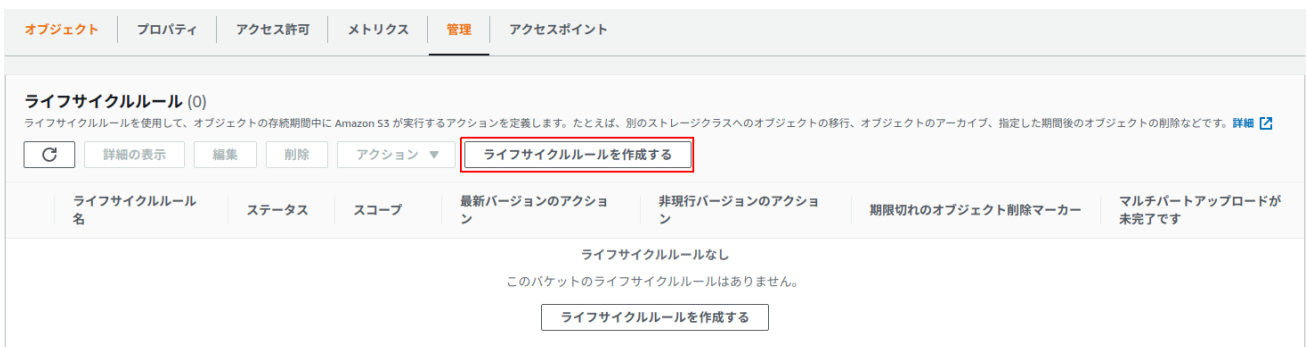 オブジェクト プロパティ アクセス許可 メトリクス 管理 アクセスポイント
ライフサイクルルール (0)
ライフサイクルルールを使用して、オブジェクトの存続期間中に Amazon S3 が実行するアクションを定義します。たとえば、別のストレージクラスへのオブジェクトの移行、オブジェクトのアーカイブ、指定した期間後のオブジェクトの削除などです。詳細
詳細の表示 編集 削除 アクション ▼ ライフサイクルルールを作成する
ライフサイクルルール名 ステータス スコープ 最新バージョンのアクション 非現行バージョンのアクション 期限切れのオブジェクト削除マーカー マルチパートアップロードが未完了です
ライフサイクルルールなし
このバケットのライフサイクルルールはありません。
ライフサイクルルールを作成する